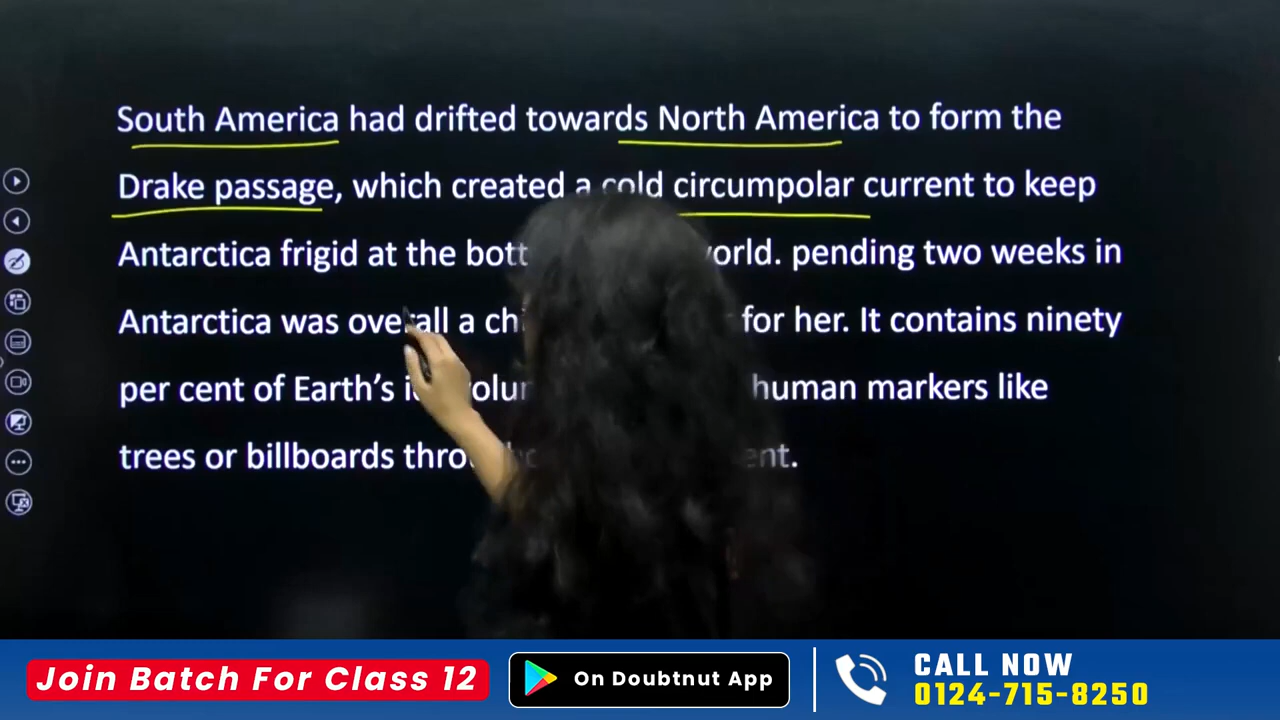 South America had drifted towards North America to form the
Drake passage, which created a cold circumpolar current to keep
Antarctica frigid at the world. pending two weeks in
Antarctica was overall a for her. It contains ninety
per cent of Earth's human markers like
trees or billboards
Join Batch For Class 12
On Doubtnut App
CALL NOW
0124-715-8250